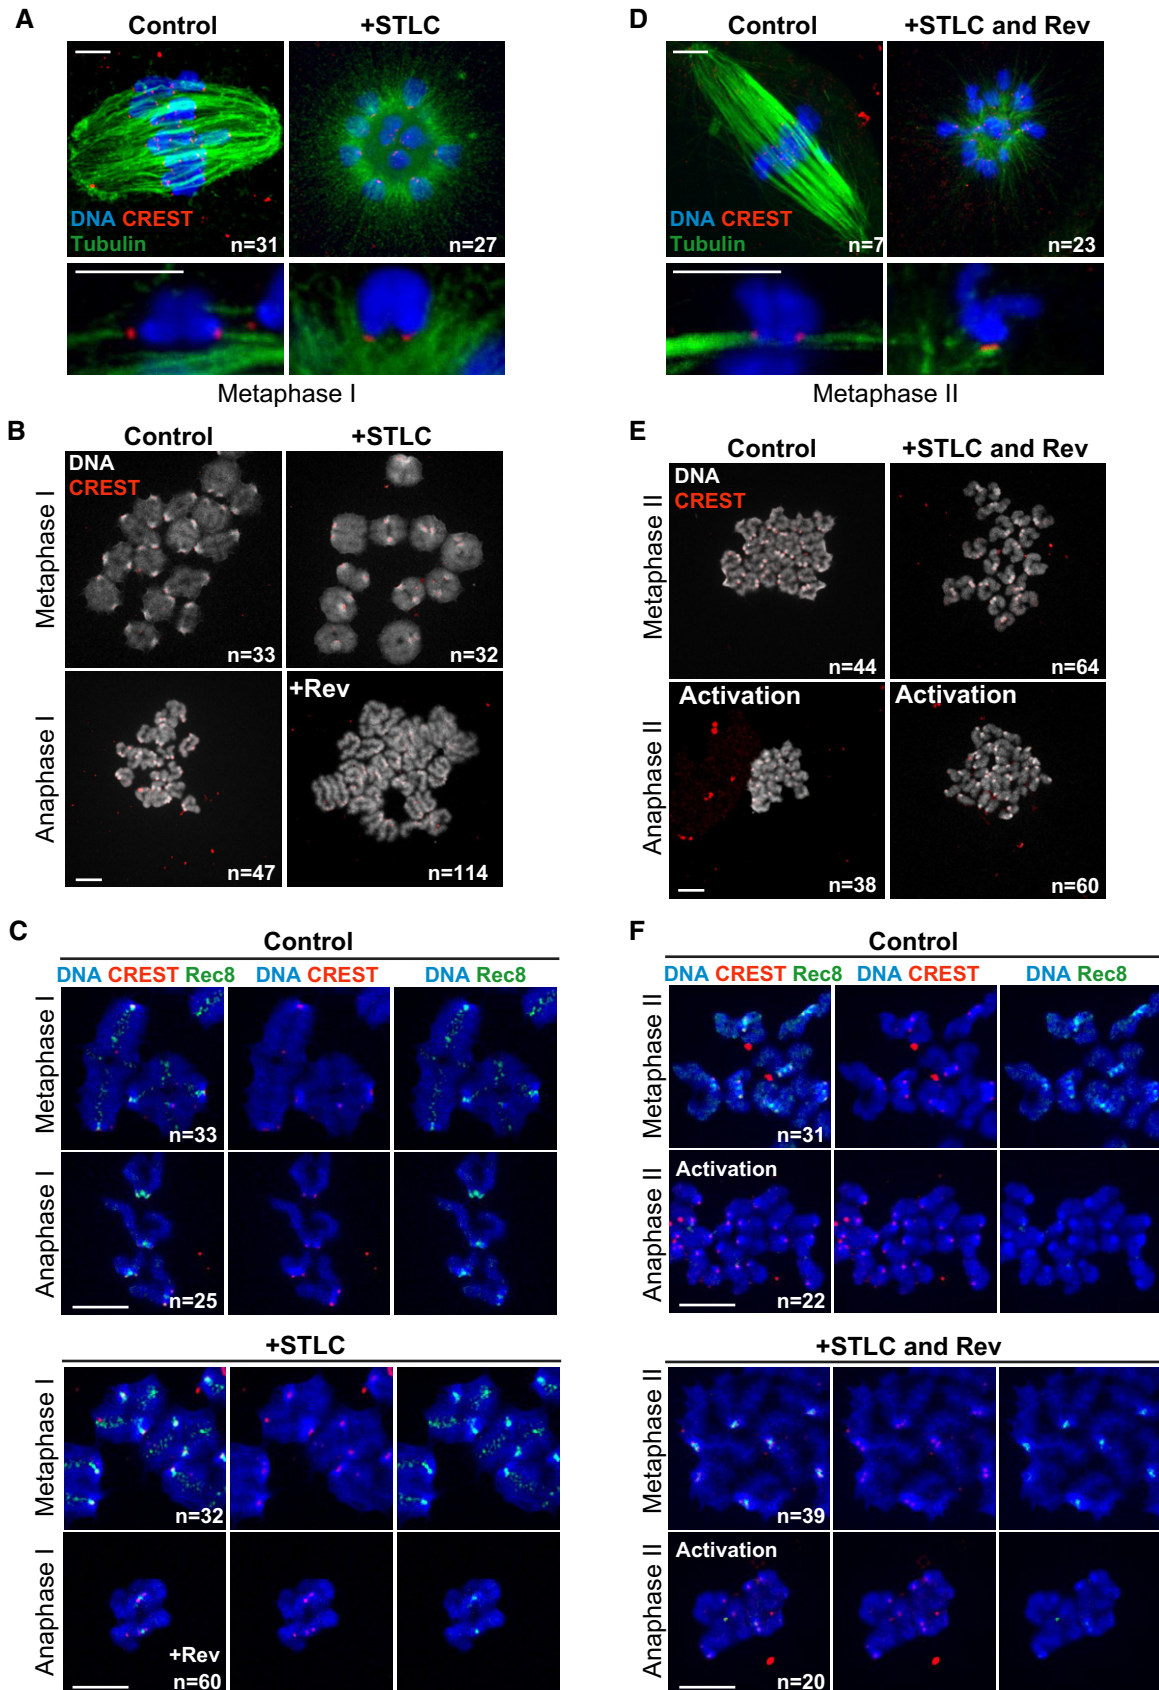 A
Control
+STLC
DNA CREST
Tubulin
n=31
n=27
Metaphase I
B
Control
+STLC
DNA
CREST
Metaphase I
n=33
n=32
Anaphase I
+Rev
n=47
n=114
C
Control
DNA CREST Rec8
DNA CREST
DNA Rec8
Metaphase I
n=33
Anaphase I
n=25
+STLC
Metaphase I
n=32
Anaphase I
+Rev
n=60
D
Control
+STLC and Rev
DNA CREST
Tubulin
n=7
n=23
Metaphase II
E
Control
+STLC and Rev
DNA
CREST
Metaphase II
n=44
n=64
Anaphase II
Activation
Activation
n=38
n=60
F
Control
DNA CREST Rec8
DNA CREST
DNA Rec8
Metaphase II
n=31
Anaphase II
Activation
n=22
+STLC and Rev
Metaphase II
n=39
Anaphase II
Activation
n=20